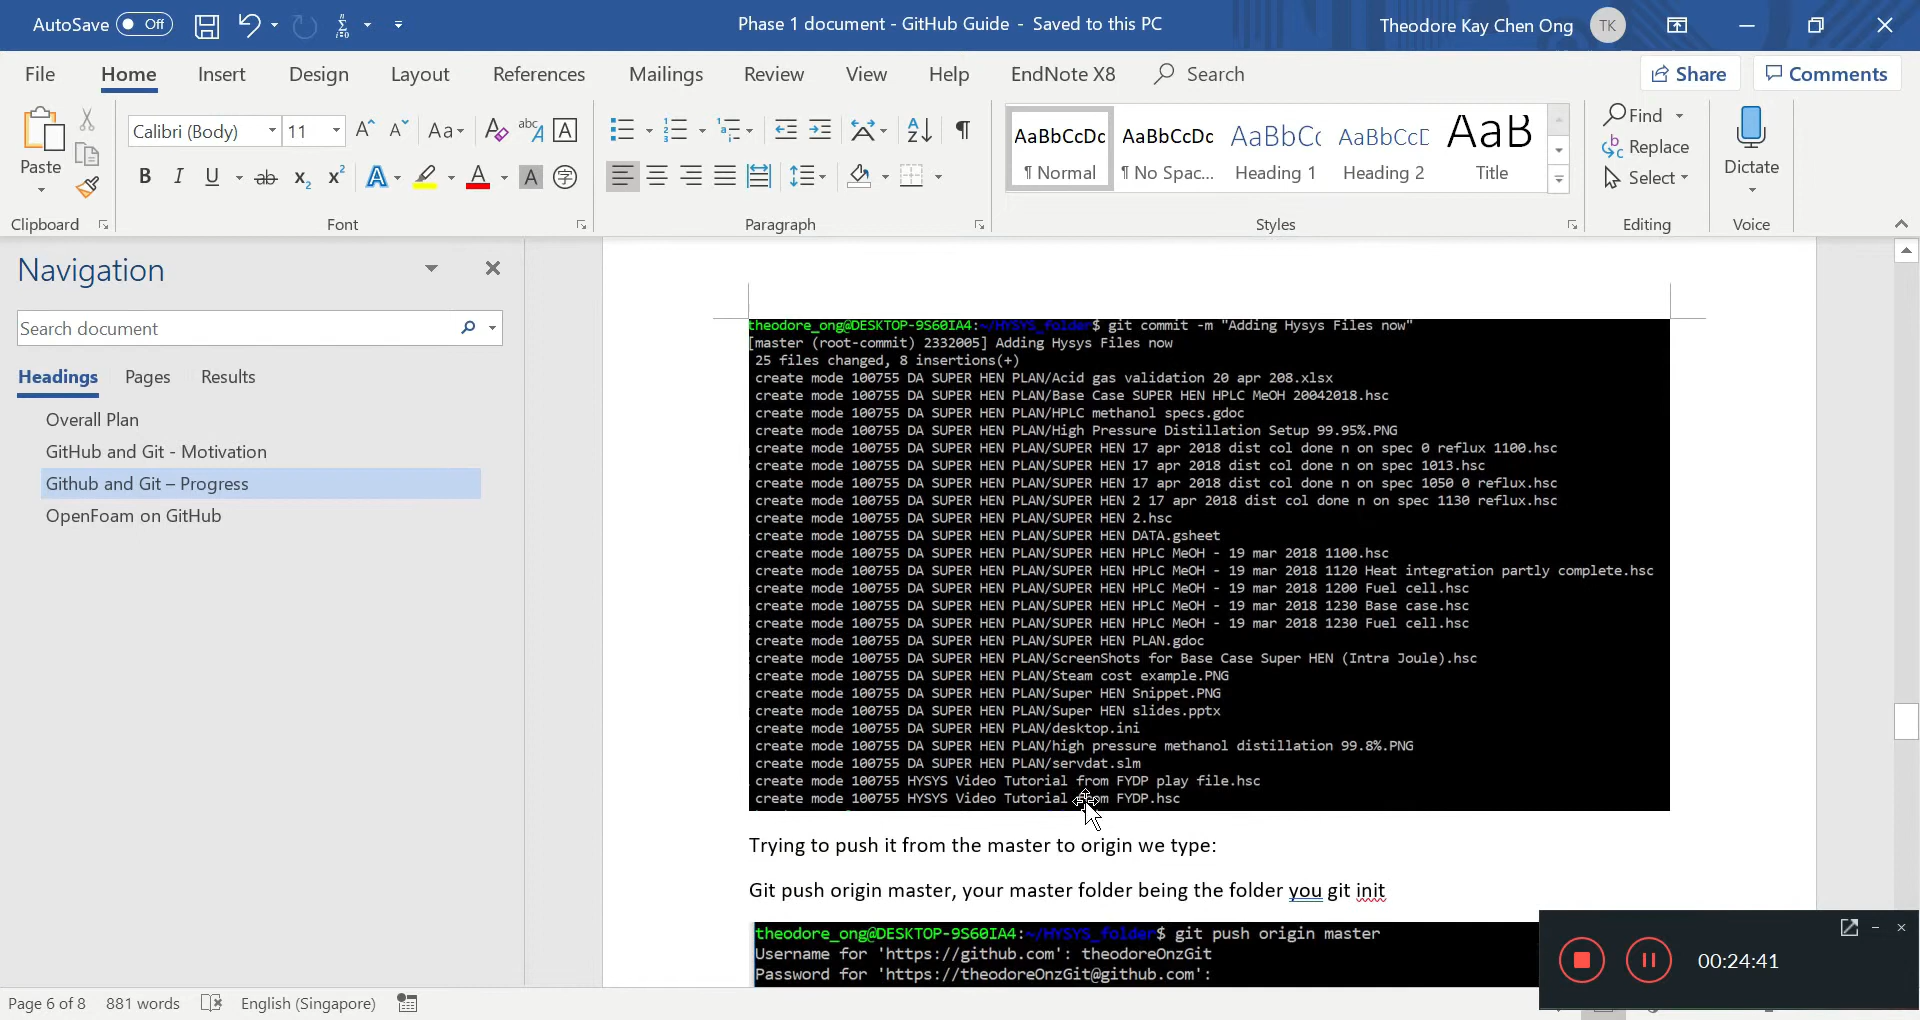 AutoSave Off Phase 1 document - GitHub Guide - Saved to this PC Theodore Kay Chen Ong TK
File Home Insert Design Layout References Mailings Review View Help EndNote X8 Search Share Comments
Paste
Clipboard
Calibri (Body) 11
Font
Paragraph
AaBbCcDc AaBbCcDc AaBbCc AaBbCcE AaB
¶ Normal ¶ No Spac... Heading 1 Heading 2 Title
Styles
Find
Replace
Select
Editing
Dictate
Voice
Navigation
Search document
Headings Pages Results
Overall Plan
GitHub and Git - Motivation
Github and Git – Progress
OpenFoam on GitHub
theodore_ong@DESKTOP-9S60IA4:~/HYSYS_folder$ git commit -m "Adding Hysys Files now"
[master (root-commit) 2332005] Adding Hysys Files now
25 files changed, 8 insertions(+)
create mode 100755 DA SUPER HEN PLAN/Acid gas validation 20 apr 208.xlsx
create mode 100755 DA SUPER HEN PLAN/Base Case SUPER HEN HPLC MeOH 20042018.hsc
create mode 100755 DA SUPER HEN PLAN/HPLC methanol specs.gdoc
create mode 100755 DA SUPER HEN PLAN/High Pressure Distillation Setup 99.95%.PNG
create mode 100755 DA SUPER HEN PLAN/SUPER HEN 17 apr 2018 dist col done n on spec 0 reflux 1100.hsc
create mode 100755 DA SUPER HEN PLAN/SUPER HEN 17 apr 2018 dist col done n on spec 1013.hsc
create mode 100755 DA SUPER HEN PLAN/SUPER HEN 17 apr 2018 dist col done n on spec 1050 0 reflux.hsc
create mode 100755 DA SUPER HEN PLAN/SUPER HEN 2 17 apr 2018 dist col done n on spec 1130 reflux.hsc
create mode 100755 DA SUPER HEN PLAN/SUPER HEN 2.hsc
create mode 100755 DA SUPER HEN PLAN/SUPER HEN DATA.gsheet
create mode 100755 DA SUPER HEN PLAN/SUPER HEN HPLC MeOH - 19 mar 2018 1100.hsc
create mode 100755 DA SUPER HEN PLAN/SUPER HEN HPLC MeOH - 19 mar 2018 1120 Heat integration partly complete.hsc
create mode 100755 DA SUPER HEN PLAN/SUPER HEN HPLC MeOH - 19 mar 2018 1200 Fuel cell.hsc
create mode 100755 DA SUPER HEN PLAN/SUPER HEN HPLC MeOH - 19 mar 2018 1230 Base case.hsc
create mode 100755 DA SUPER HEN PLAN/SUPER HEN HPLC MeOH - 19 mar 2018 1230 Fuel cell.hsc
create mode 100755 DA SUPER HEN PLAN/SUPER HEN PLAN.gdoc
create mode 100755 DA SUPER HEN PLAN/ScreenShots for Base Case Super HEN (Intra Joule).hsc
create mode 100755 DA SUPER HEN PLAN/Steam cost example.PNG
create mode 100755 DA SUPER HEN PLAN/Super HEN Snippet.PNG
create mode 100755 DA SUPER HEN PLAN/Super HEN slides.pptx
create mode 100755 DA SUPER HEN PLAN/desktop.ini
create mode 100755 DA SUPER HEN PLAN/high pressure methanol distillation 99.8%.PNG
create mode 100755 DA SUPER HEN PLAN/servdat.slm
create mode 100755 HYSYS Video Tutorial from FYDP play file.hsc
create mode 100755 HYSYS Video Tutorial from FYDP.hsc
Trying to push it from the master to origin we type:
Git push origin master, your master folder being the folder you git init
theodore_ong@DESKTOP-9S60IA4:~/HYSYS_folder$ git push origin master
Username for 'https://github.com': theodoreOnzGit
Password for 'https://theodoreOnzGit@github.com':
00:24:41
Page 6 of 8 881 words English (Singapore)